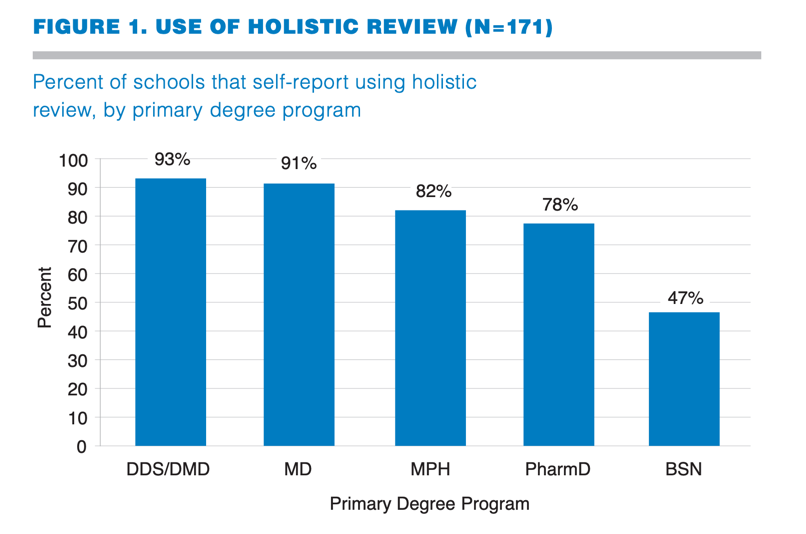 FIGURE 1. USE OF HOLISTIC REVIEW (N=171)
Percent of schools that self-report using holistic
review, by primary degree program
100
90
80
70
60
50
40
30
20
10
0
Percent
93%
91%
82%
78%
47%
DDS/DMD
MD
MPH
PharmD
BSN
Primary Degree Program